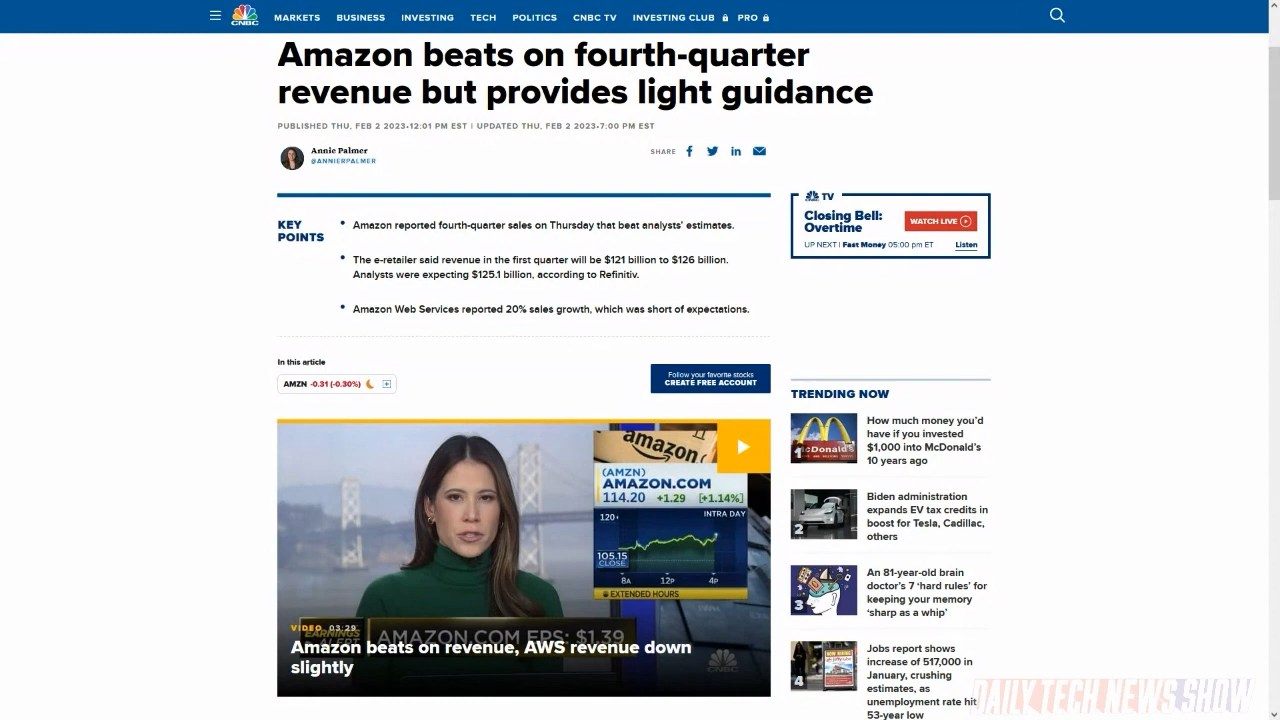 CNBC
MARKETS BUSINESS INVESTING TECH POLITICS CNBC TV INVESTING CLUB PRO
Amazon beats on fourth-quarter
revenue but provides light guidance
PUBLISHED THU, FEB 2 2023•12:01 PM EST | UPDATED THU, FEB 2 2023•7:00 PM EST
Annie Palmer
@ANNIERPALMER
SHARE
KEY
POINTS
• Amazon reported fourth-quarter sales on Thursday that beat analysts' estimates.
• The e-retailer said revenue in the first quarter will be $121 billion to $126 billion.
Analysts were expecting $125.1 billion, according to Refinitiv.
• Amazon Web Services reported 20% sales growth, which was short of expectations.
In this article
AMZN -0.31 (-0.30%)
Follow your favorite stocks
CREATE FREE ACCOUNT
amazon
(AMZN)
AMAZON.COM
114.20 +1.29 [+1.14%]
INTRA DAY
120
105.15
CLOSE
8A 12P 4P
EXTENDED HOURS
EARNINGS
ALERT
AMAZON.COM EPS: $1.39
CNBC
VIDEO 03:29
Amazon beats on revenue, AWS revenue down
slightly
CNBC TV
Closing Bell:
Overtime
WATCH LIVE
UP NEXT | Fast Money 05:00 pm ET
Listen
TRENDING NOW
McDonald's
1
How much money you'd
have if you invested
$1,000 into McDonald's
10 years ago
2
Biden administration
expands EV tax credits in
boost for Tesla, Cadillac,
others
3
An 81-year-old brain
doctor's 7 'hard rules' for
keeping your memory
'sharp as a whip'
4
Jobs report shows
increase of 517,000 in
January, crushing
estimates, as
unemployment rate hit
53-year low
DAILY TECH NEWS SHOW